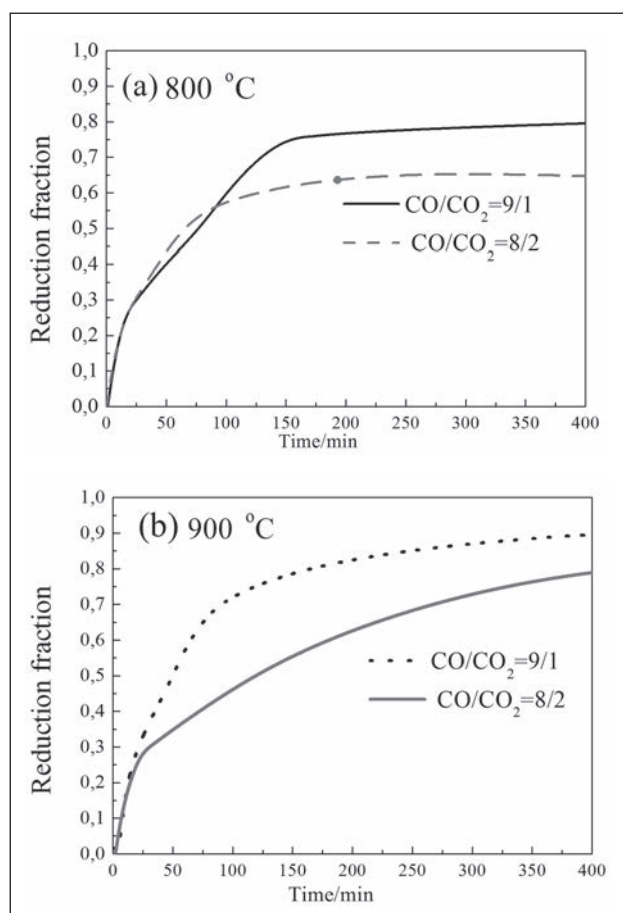 (a) 800 °C
1,0
0,9
0,8
0,7
0,6
0,5
0,4
0,3
0,2
0,1
0,0
Reduction fraction
CO/CO₂=9/1
CO/CO₂=8/2
0 50 100 150 200 250 300 350 400
Time/min
(b) 900 °C
1,0
0,9
0,8
0,7
0,6
0,5
0,4
0,3
0,2
0,1
0,0
Reduction fraction
CO/CO₂=9/1
CO/CO₂=8/2
0 50 100 150 200 250 300 350 400
Time/min